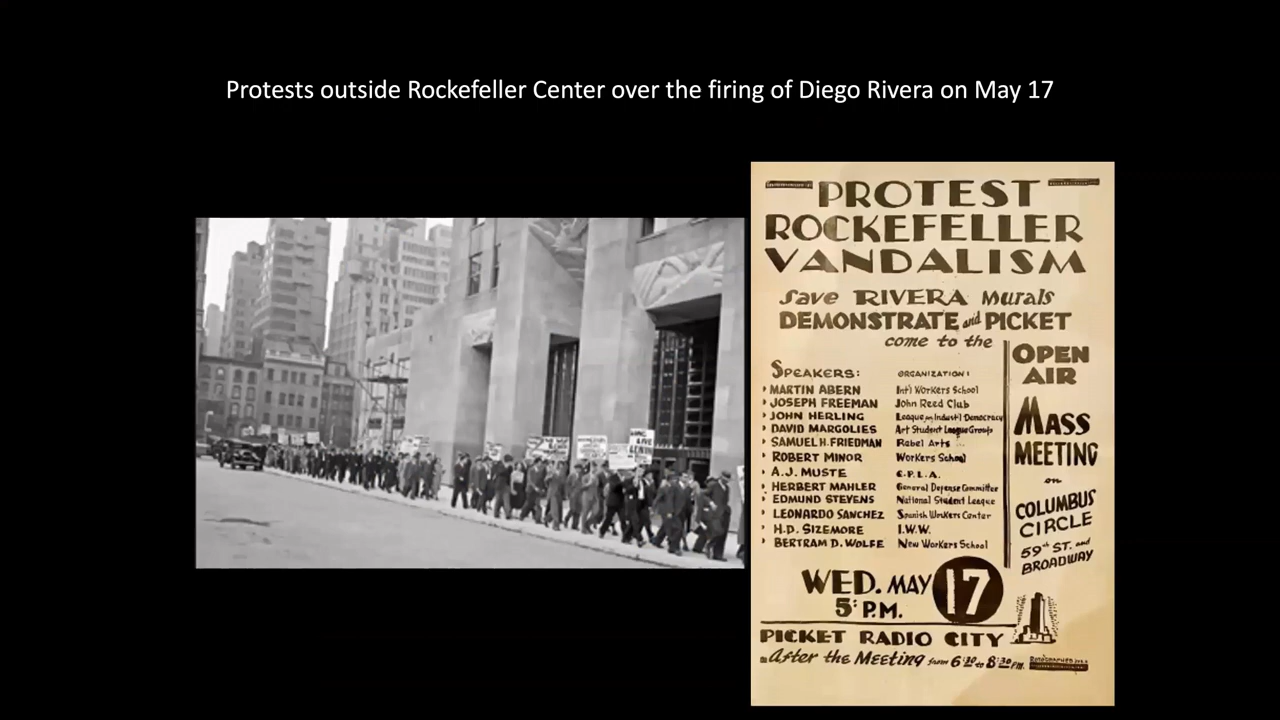 Protests outside Rockefeller Center over the firing of Diego Rivera on May 17
PROTEST
ROCKEFELLER
VANDALISM
Save RIVERA Murals
DEMONSTRATE and PICKET
come to the
OPEN
AIR
MASS
MEETING
on
COLUMBUS
CIRCLE
59th ST. and
BROADWAY
SPEAKERS: ORGANIZATION:
MARTIN ABERN Int'l Workers School
JOSEPH FREEMAN John Reed Club
JOHN HERLING League for Indust'l Democracy
DAVID MARGOLIES Art Student League Group
SAMUEL H. FRIEDMAN Rebel Arts
ROBERT MINOR Workers School
A.J. MUSTE C.P.L.A.
HERBERT MAHLER General Defense Committee
EDMUND STEVENS National Student League
LEONARDO SANCHEZ Spanish Workers Center
H.D. SIZEMORE I.W.W.
BERTRAM D. WOLFE New Workers School
WED. MAY 17
5: P.M.
PICKET RADIO CITY
After the Meeting from 6:30 to 8:30 P.M.